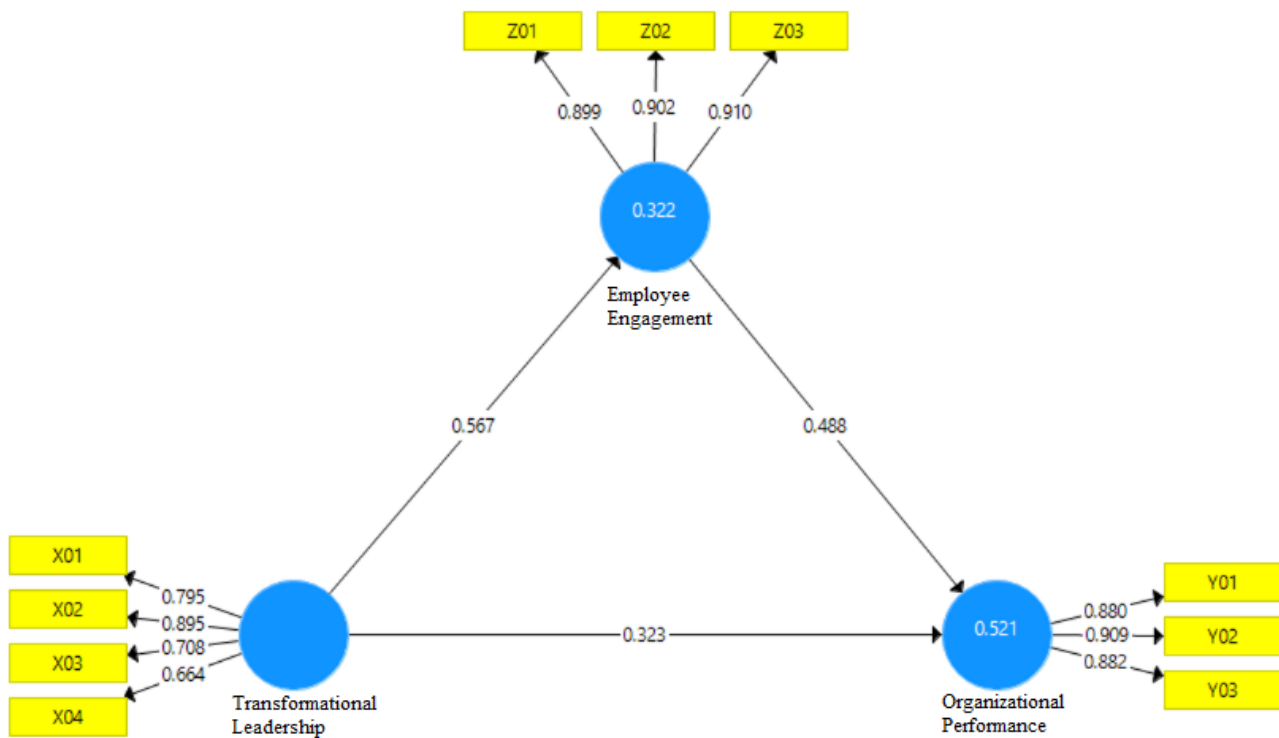 Z01
Z02
Z03
0.899
0.902
0.910
0.322
Employee
Engagement
0.567
0.488
X01
X02
X03
X04
0.795
0.895
0.708
0.664
Transformational
Leadership
0.323
0.521
Organizational
Performance
0.880
0.909
0.882
Y01
Y02
Y03